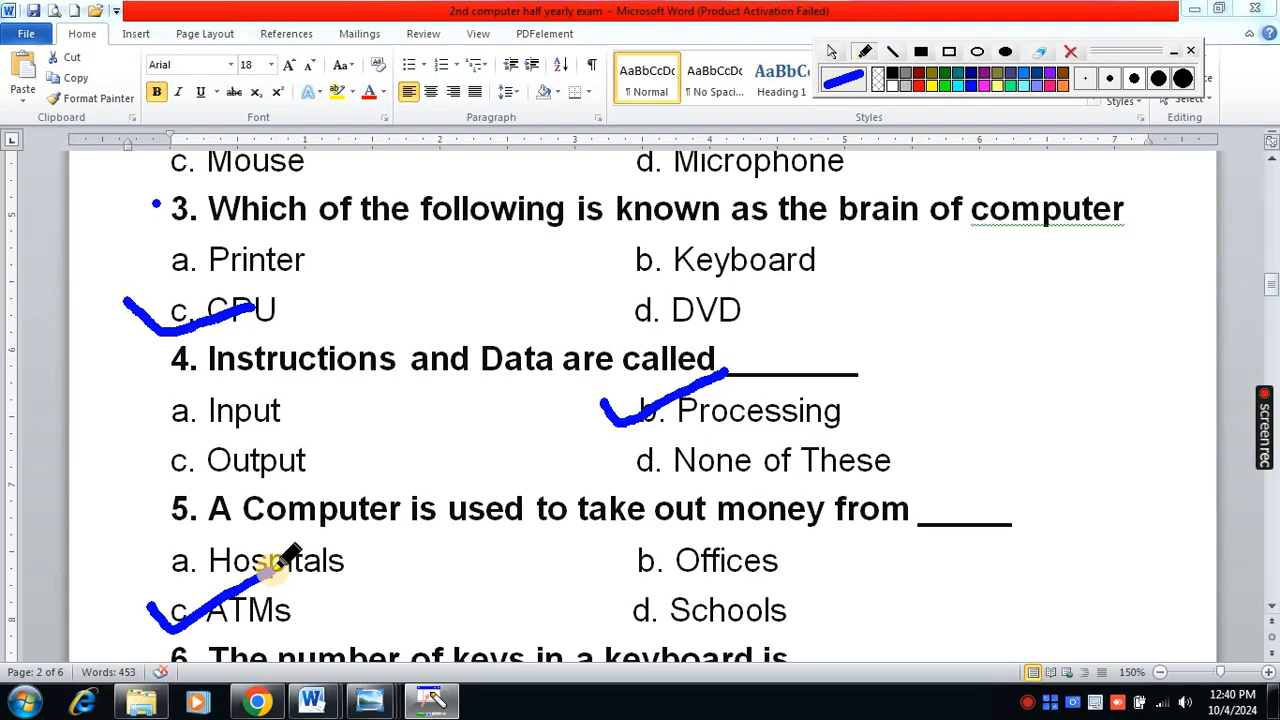 2nd computer half yearly exam - Microsoft Word (Product Activation Failed)
File Home Insert Page Layout References Mailings Review View PDFelement
Paste
Cut
Copy
Format Painter
Clipboard
Arial 18
Font
Paragraph
AaBbCcDc AaBbCcDc AaBbCc
¶ Normal ¶ No Spaci... Heading 1
Styles
Styles
Editing
c. Mouse d. Microphone
3. Which of the following is known as the brain of computer
a. Printer b. Keyboard
c. CPU d. DVD
4. Instructions and Data are called ________
a. Input b. Processing
c. Output d. None of These
5. A Computer is used to take out money from _____
a. Hospitals b. Offices
c. ATMs d. Schools
6. The number of keys in a keyboard is
screen rec
Page: 2 of 6 Words: 453 150%
12:40 PM
10/4/2024